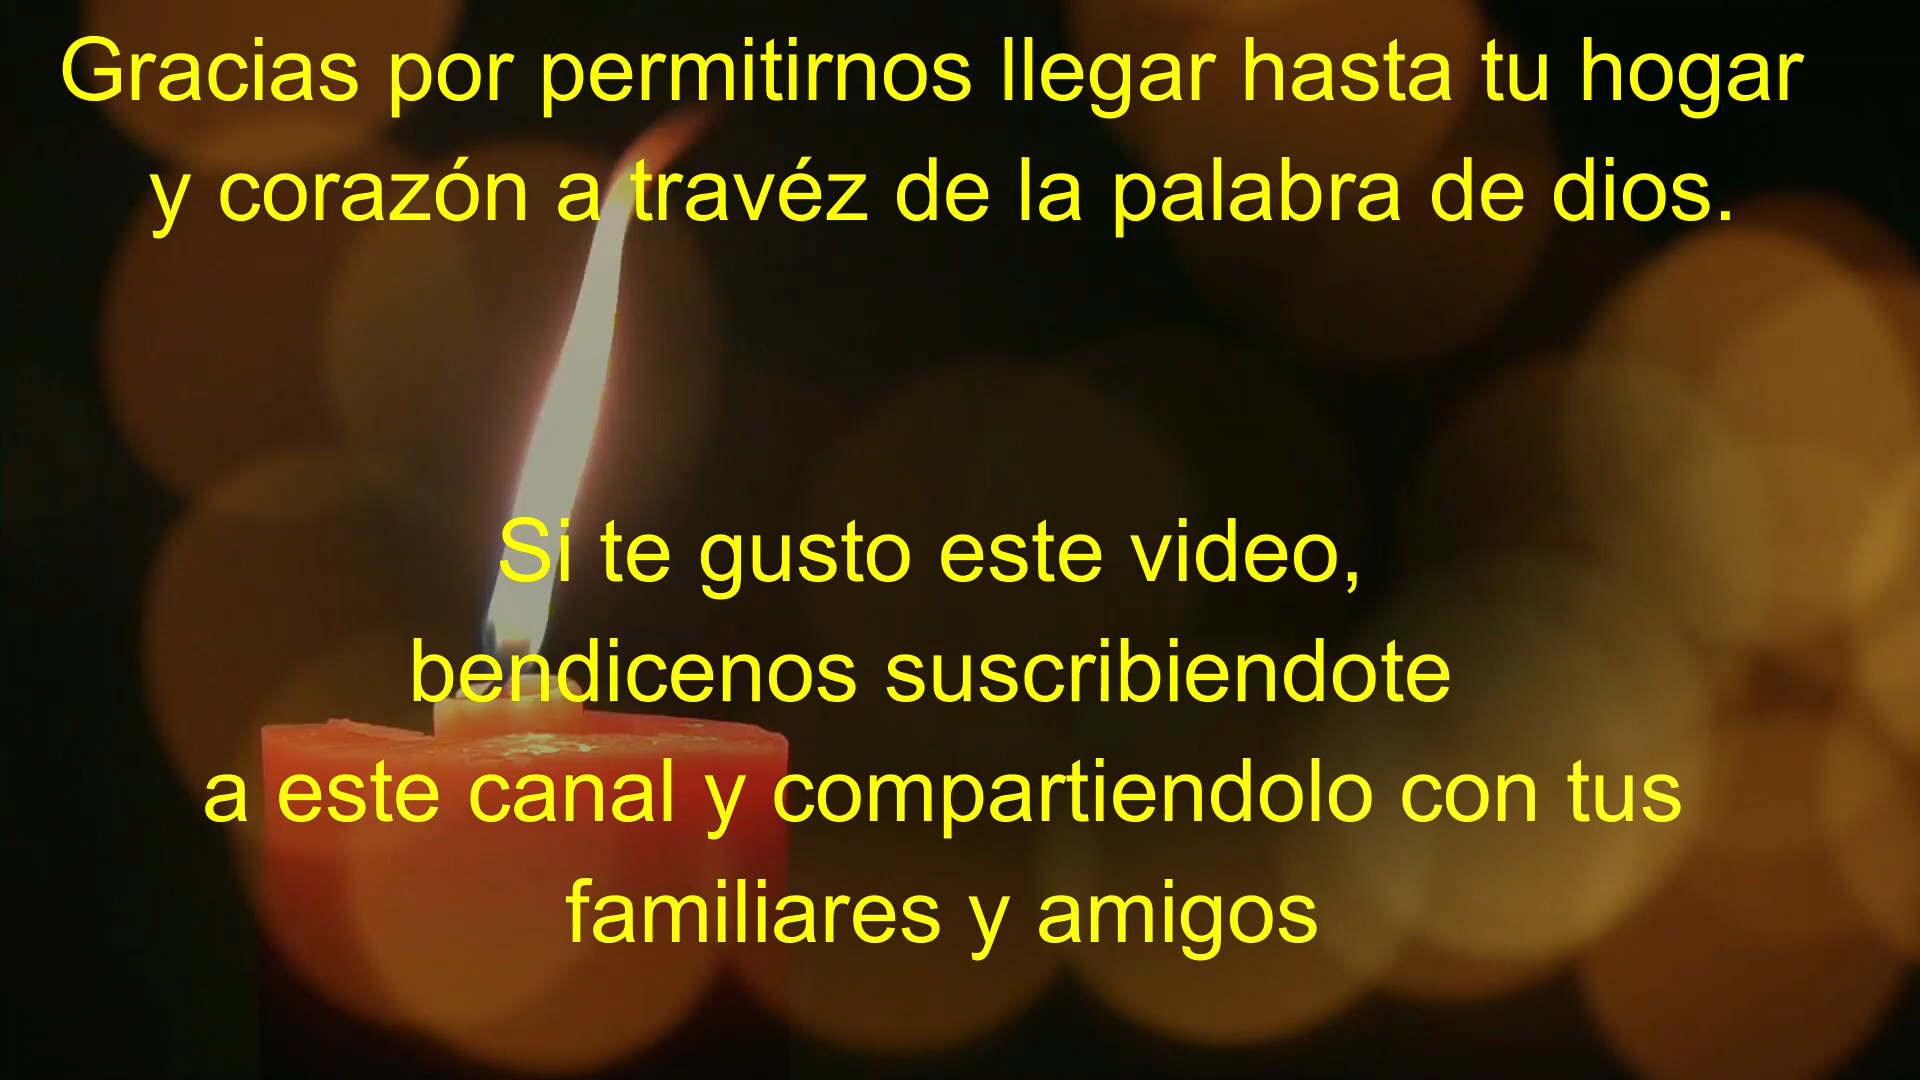 Gracias por permitirnos llegar hasta tu hogar
y corazón a travéz de la palabra de dios.
Si te gusto este video,
bendicenos suscribiendote
a este canal y compartiendolo con tus
familiares y amigos